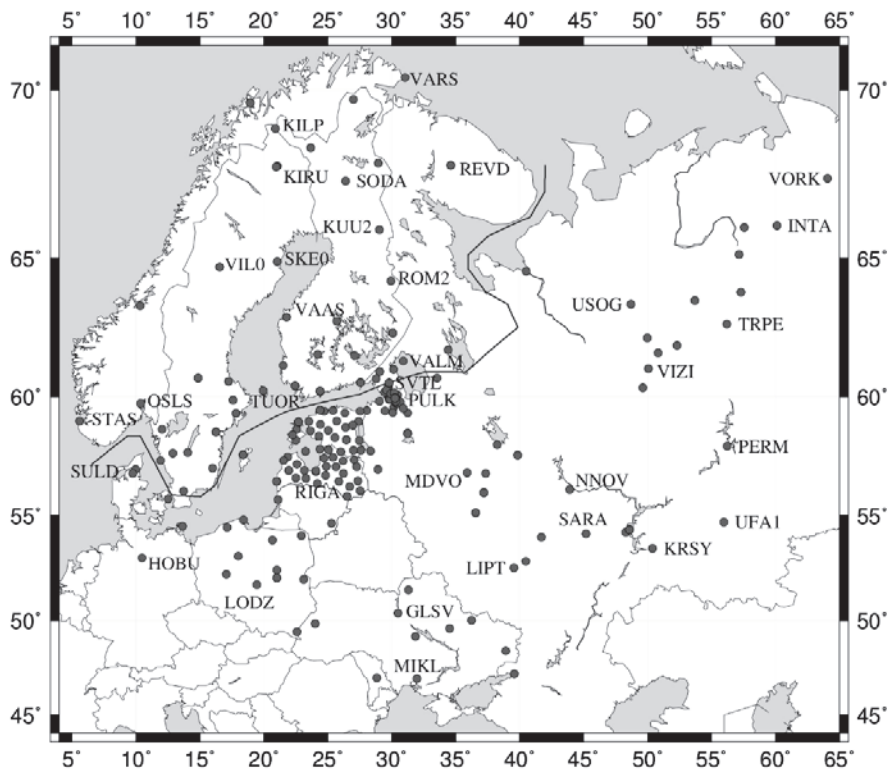 5° 10° 15° 20° 25° 30° 35° 40° 45° 50° 55° 60° 65°
70° VARS 70°
KILP
KIRU SODA REVD VORK
KUU2 INTA
65° VIL0 SKE0 65°
ROM2
VAAS USOG
TRPE
VALM
SVTL VIZI
60° TUOR PULK 60°
STAS OSLS
PERM
SULD MDVO NNOV
RIGA
55° SARA UFA1 55°
HOBU LIPT KRSY
LODZ GLSV
50° 50°
MIKL
45° 45°
5° 10° 15° 20° 25° 30° 35° 40° 45° 50° 55° 60° 65°